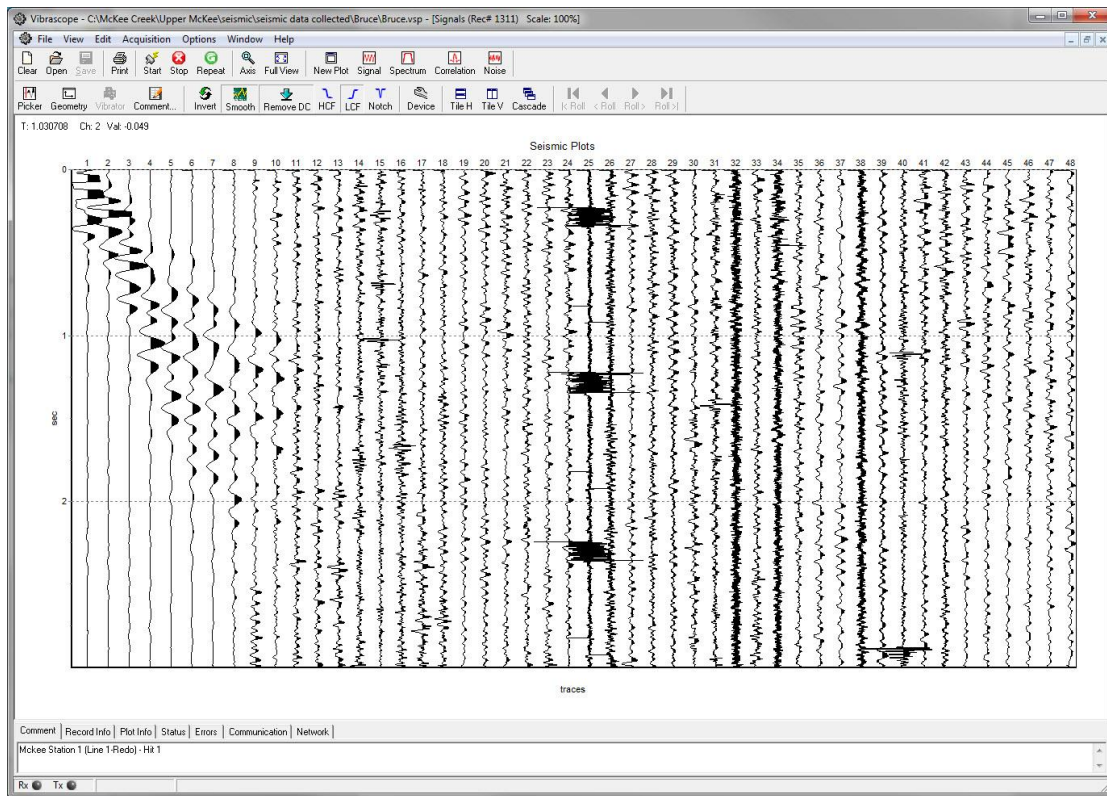 Vibrascope - C:\McKee Creek\Upper McKee\seismic\seismic data collected\Bruce\Bruce.vsp - [Signals (Rec# 1311) Scale: 100%]
File View Edit Acquisition Options Window Help
Clear Open Save Print Start Stop Repeat Axis Full View New Plot Signal Spectrum Correlation Noise
Picker Geometry Vibrator Comment... Invert Smooth Remove DC HCF LCF Notch Device Tile H Tile V Cascade |< Roll < Roll Roll > Roll >|
T: 1.030708 Ch: 2 Val: -0.049
Seismic Plots
1 2 3 4 5 6 7 8 9 10 11 12 13 14 15 16 17 18 19 20 21 22 23 24 25 26 27 28 29 30 31 32 33 34 35 36 37 38 39 40 41 42 43 44 45 46 47 48
0
1
sec
2
traces
Comment Record Info Plot Info Status Errors Communication Network
Mckee Station 1 (Line 1-Redo) - Hit 1
Rx Tx